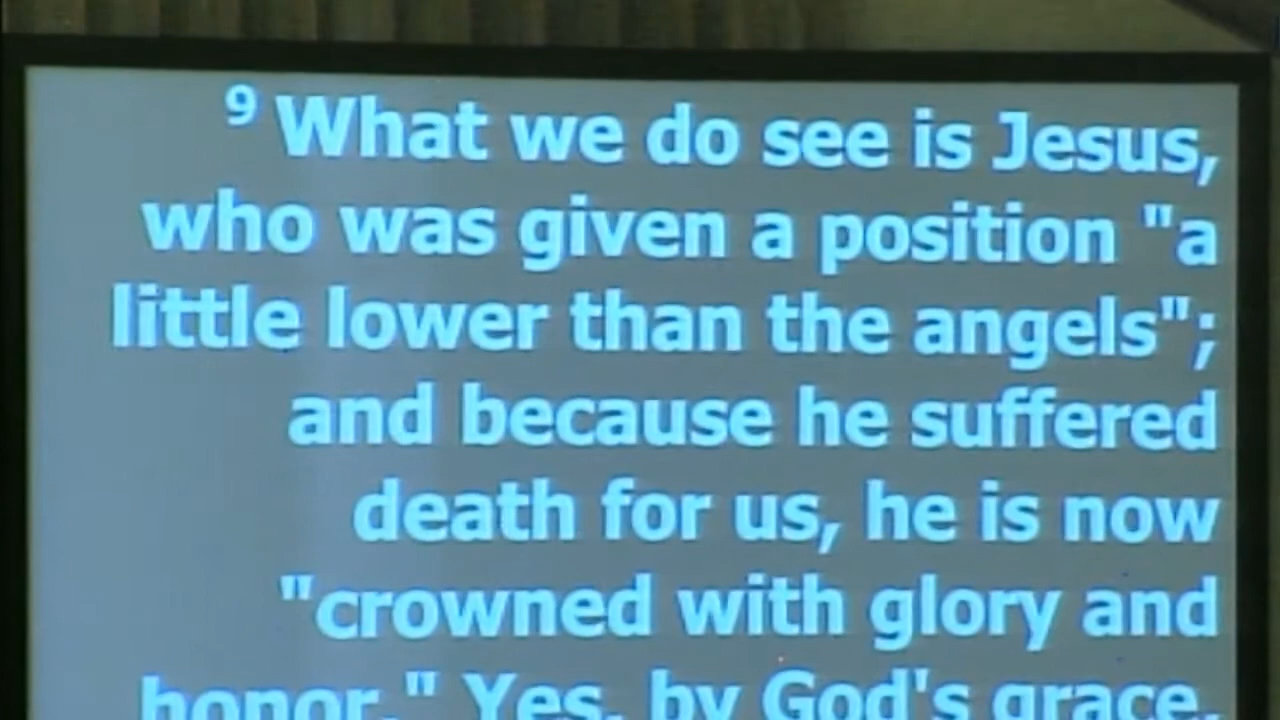 9 What we do see is Jesus,
who was given a position "a
little lower than the angels";
and because he suffered
death for us, he is now
"crowned with glory and
honor." Yes, by God's grace,